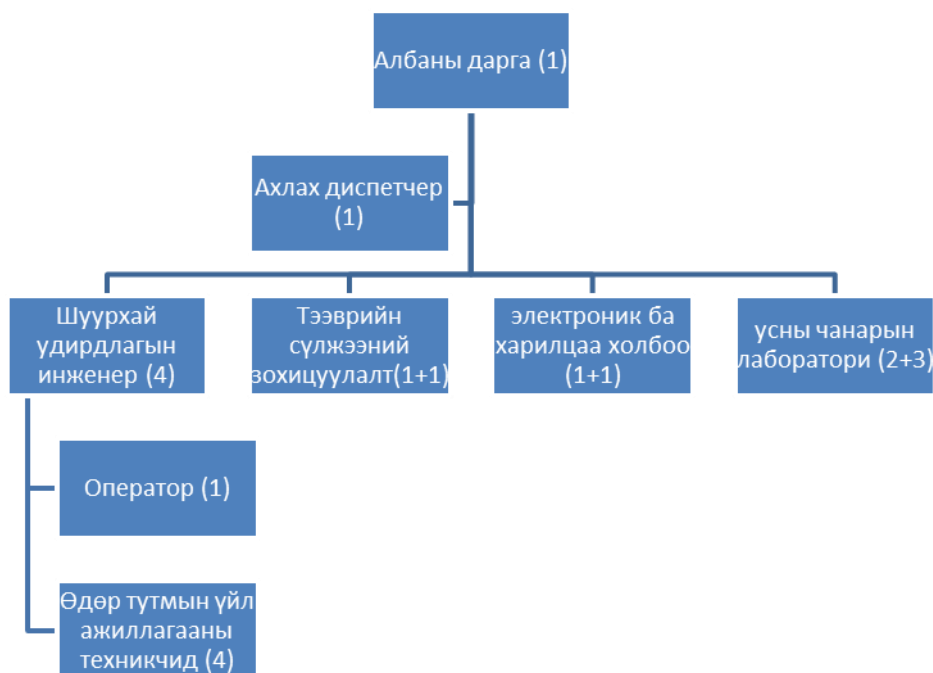 Албаны дарга (1)
Ахлах диспетчер
(1)
Шуурхай
удирдлагын
инженер (4)
Тээврийн
сүлжээний
зохицуулалт(1+1)
электроник ба
харилцаа холбоо
(1+1)
усны чанарын
лаборатори (2+3)
Оператор (1)
Өдөр тутмын үйл
ажиллагааны
техникчид (4)